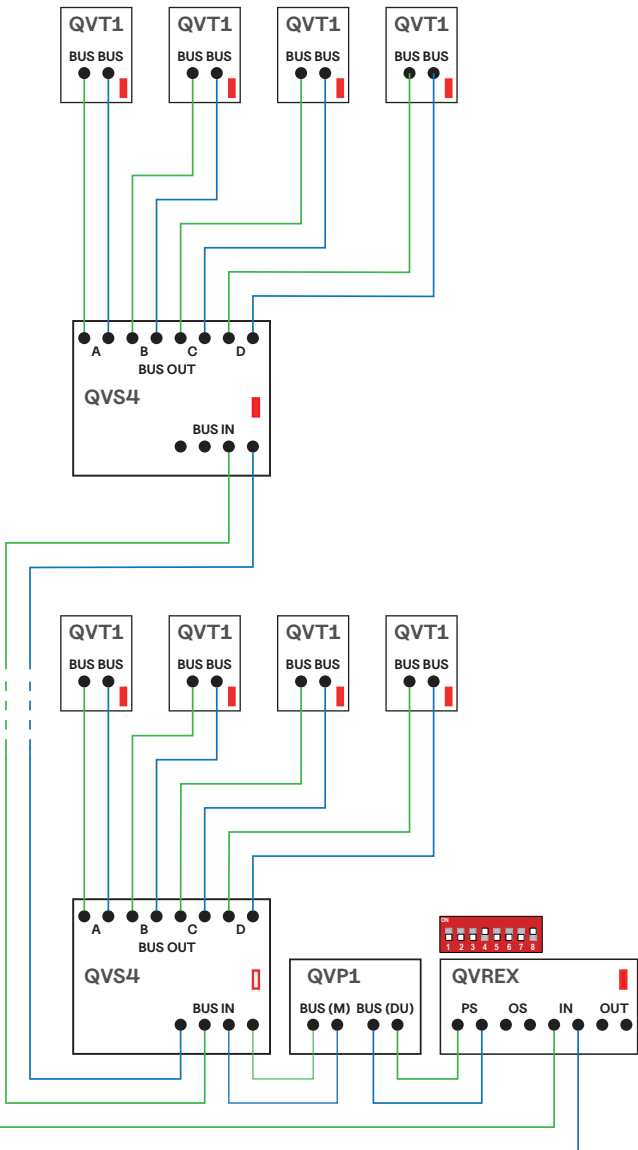 QVT1 QVT1 QVT1 QVT1
BUS BUS BUS BUS BUS BUS BUS BUS
A B C D
BUS OUT
QVS4
BUS IN
QVT1 QVT1 QVT1 QVT1
BUS BUS BUS BUS BUS BUS BUS BUS
A B C D
BUS OUT
ON
1 2 3 4 5 6 7 8
QVS4 QVP1 QVREX
BUS IN BUS (M) BUS (DU) PS OS IN OUT